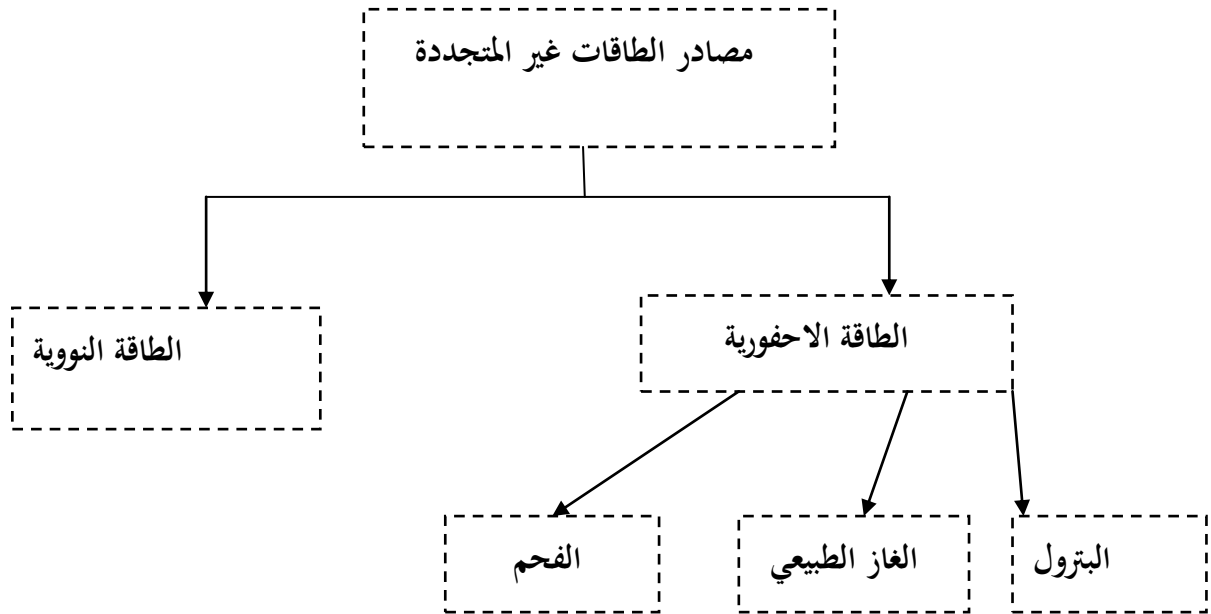 مصادر الطاقات غير المتجددة
الطاقة الاحفورية
الطاقة النووية
البترول
الغاز الطبيعي
الفحم